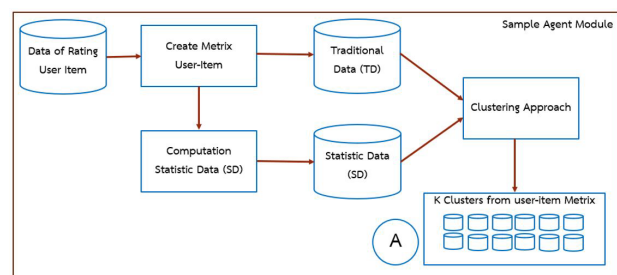 Sample Agent Module
Data of Rating
User Item
Create Metrix
User-Item
Traditional
Data (TD)
Clustering Approach
Computation
Statistic Data (SD)
Statistic Data
(SD)
K Clusters from user-item Metrix
A